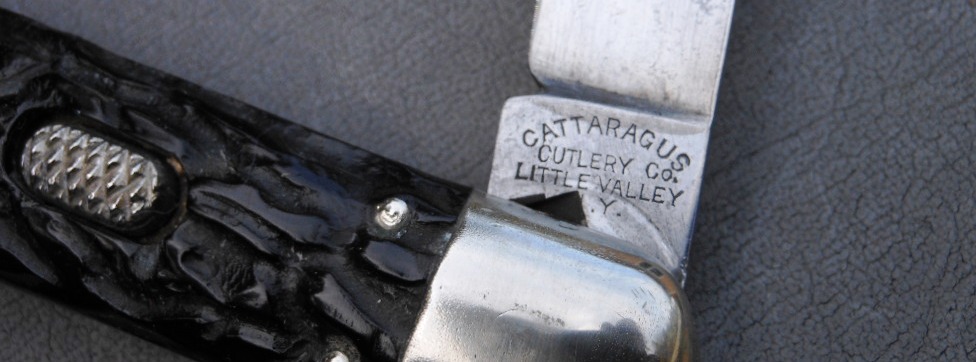 CATTARAGUS
CUTLERY Co.
LITTLE VALLEY
Y.